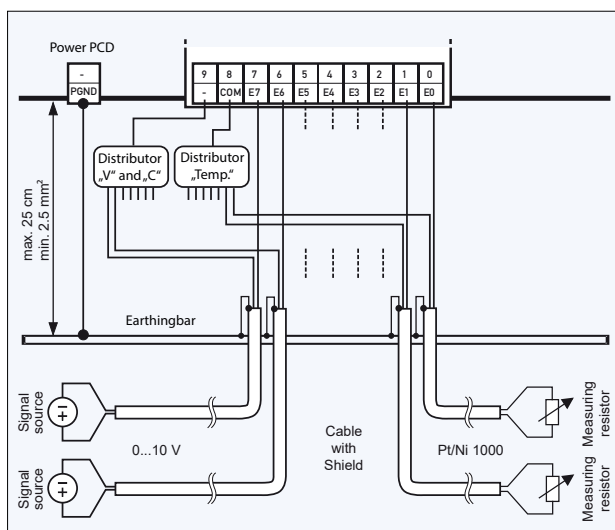 Power PCD
-
PGND
9 8 7 6 5 4 3 2 1 0
- COM E7 E6 E5 E4 E3 E2 E1 E0
Distributor
„V“ and „C“
Distributor
„Temp.“
max. 25 cm
min. 2.5 mm²
Earthingbar
Signal
source
0...10 V
Signal
source
Cable
with
Shield
Pt/Ni 1000
Measuring
resistor
Measuring
resistor